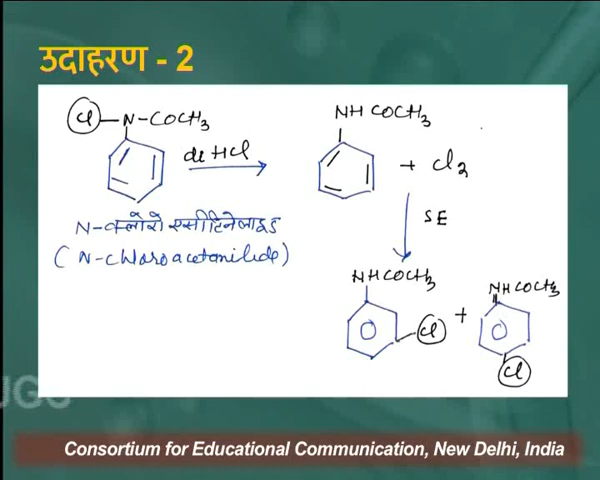 उदाहरण - 2
Cl-N-COCH3
dil HCl
NHCOCH3
+ Cl2
SE
N-क्लोरो एसीटेनिलाइड
(N-chloroacetanilide)
NHCOCH3
Cl
+
NHCOCH3
Cl
UGC
Consortium for Educational Communication, New Delhi, India